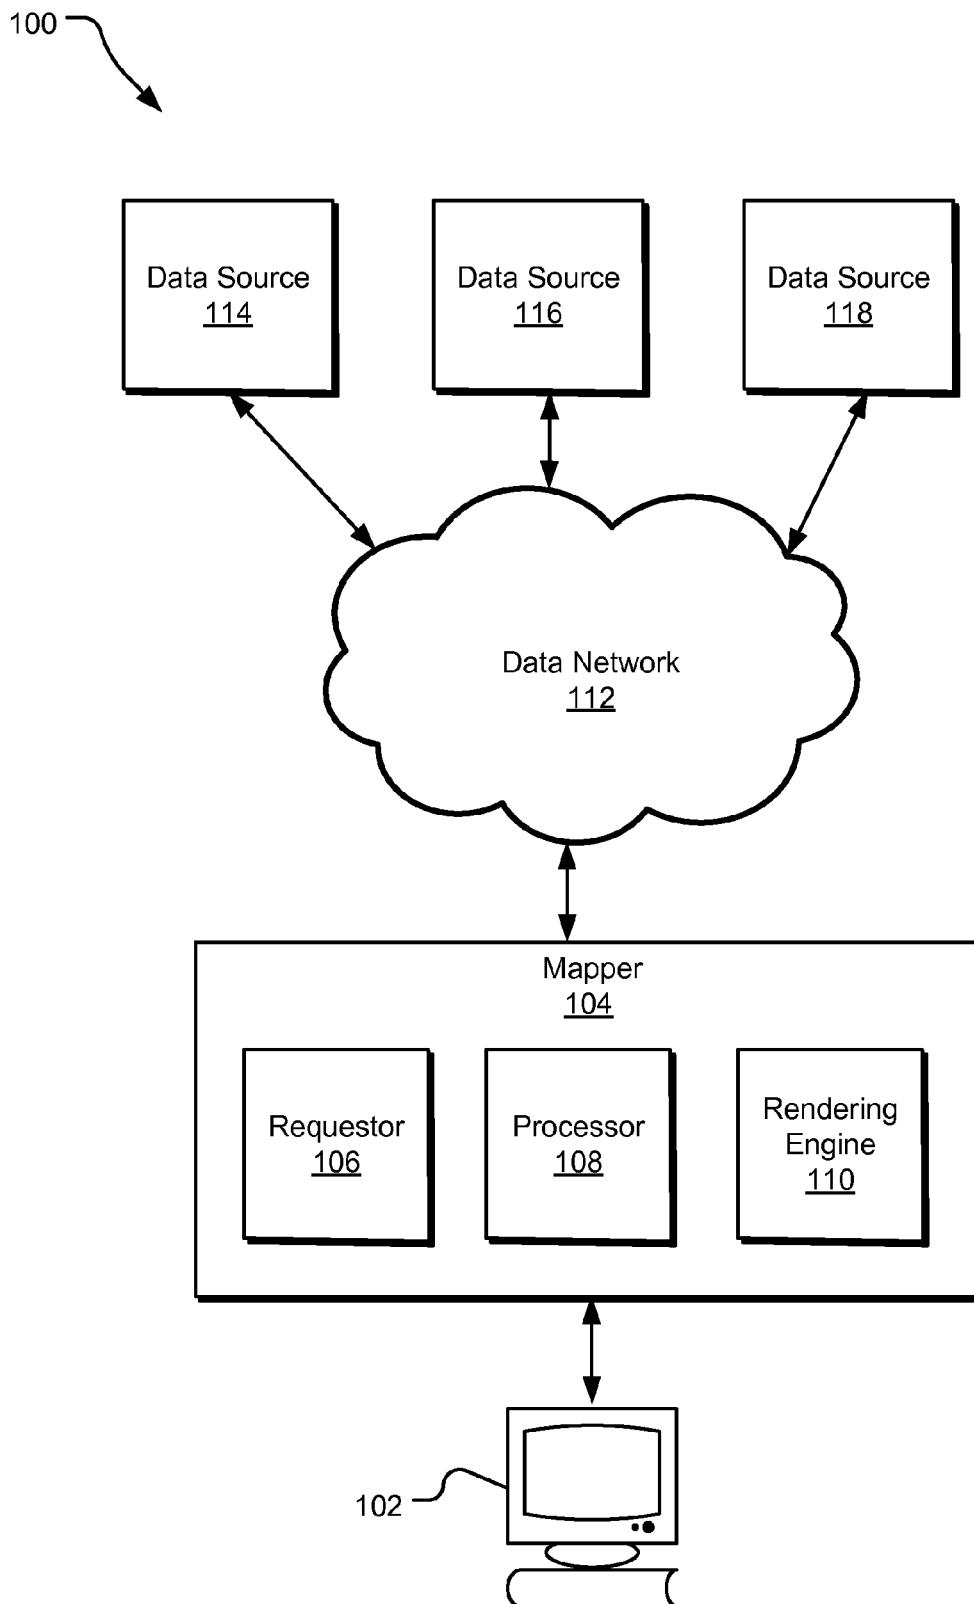 100
Data Source
114
Data Source
116
Data Source
118
Data Network
112
Mapper
104
Requestor
106
Processor
108
Rendering
Engine
110
102